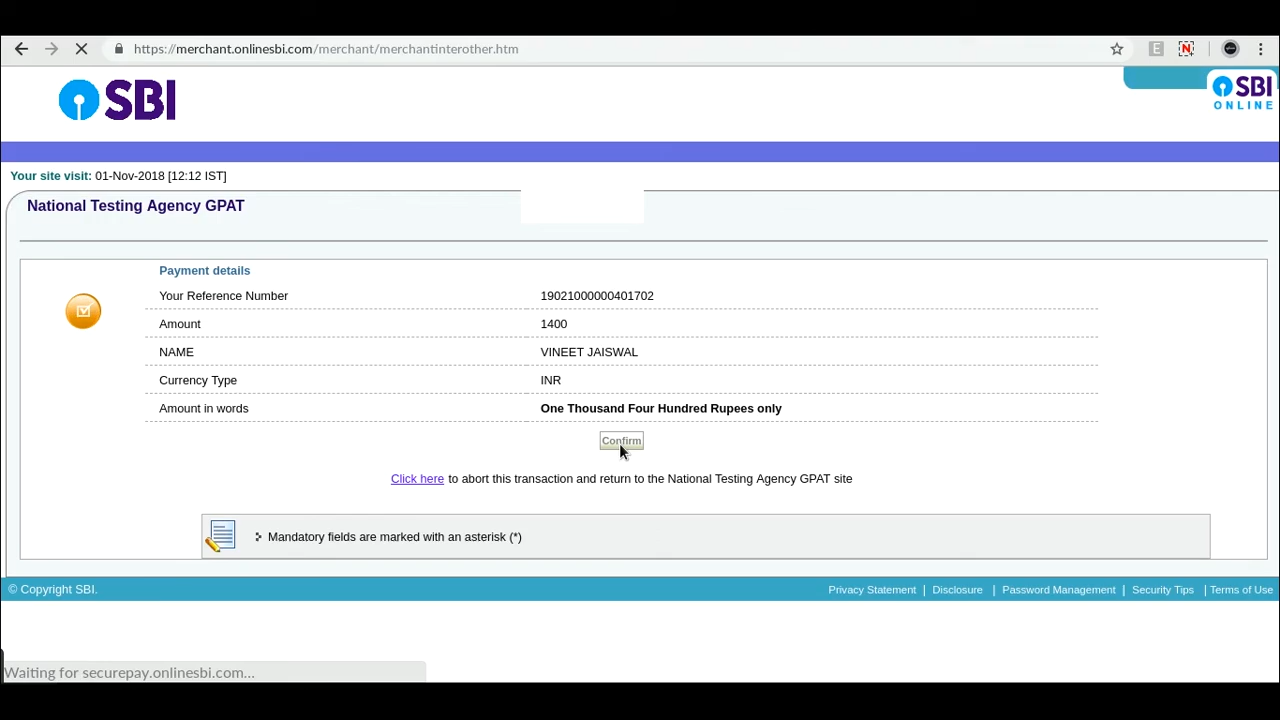 https://merchant.onlinesbi.com/merchant/merchantinterother.htm
E N
SBI
SBI
ONLINE
Your site visit: 01-Nov-2018 [12:12 IST]
National Testing Agency GPAT
Payment details
Your Reference Number 19021000000401702
Amount 1400
NAME VINEET JAISWAL
Currency Type INR
Amount in words One Thousand Four Hundred Rupees only
Confirm
Click here to abort this transaction and return to the National Testing Agency GPAT site
Mandatory fields are marked with an asterisk (*)
© Copyright SBI. Privacy Statement | Disclosure | Password Management | Security Tips | Terms of Use
Waiting for securepay.onlinesbi.com...